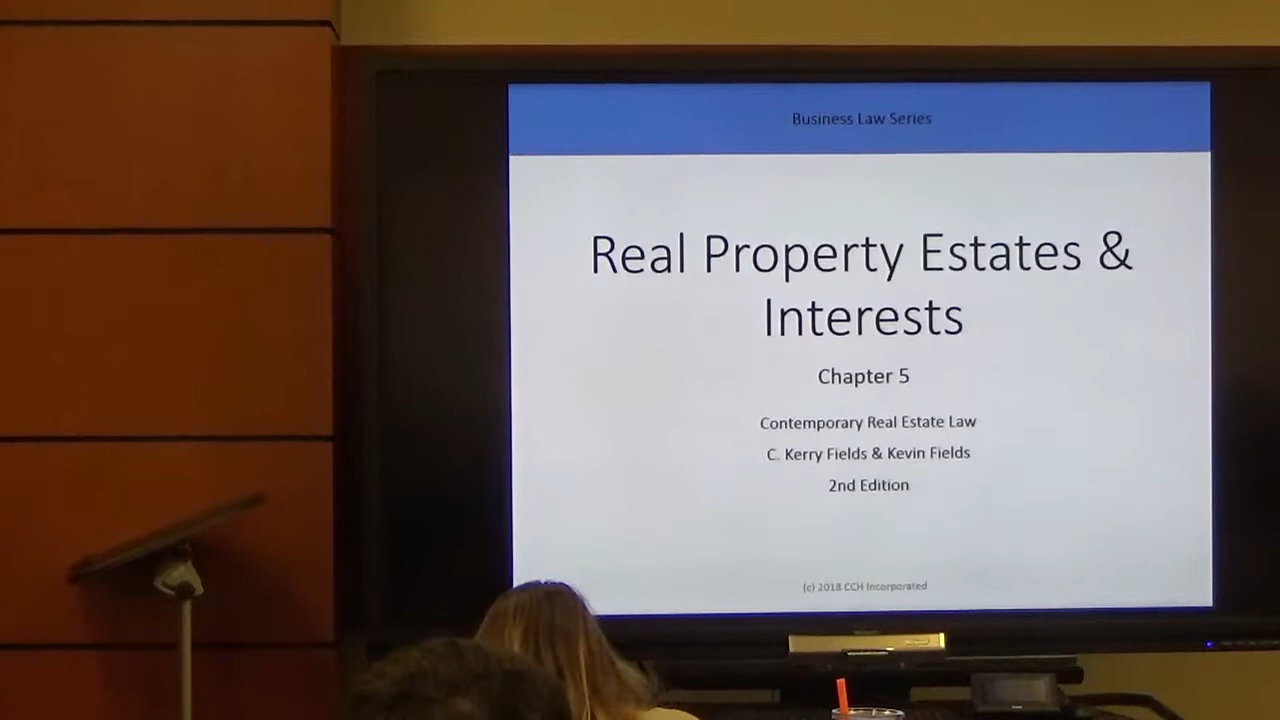 Business Law Series
Real Property Estates &
Interests
Chapter 5
Contemporary Real Estate Law
C. Kerry Fields & Kevin Fields
2nd Edition
(c) 2018 CCH Incorporated